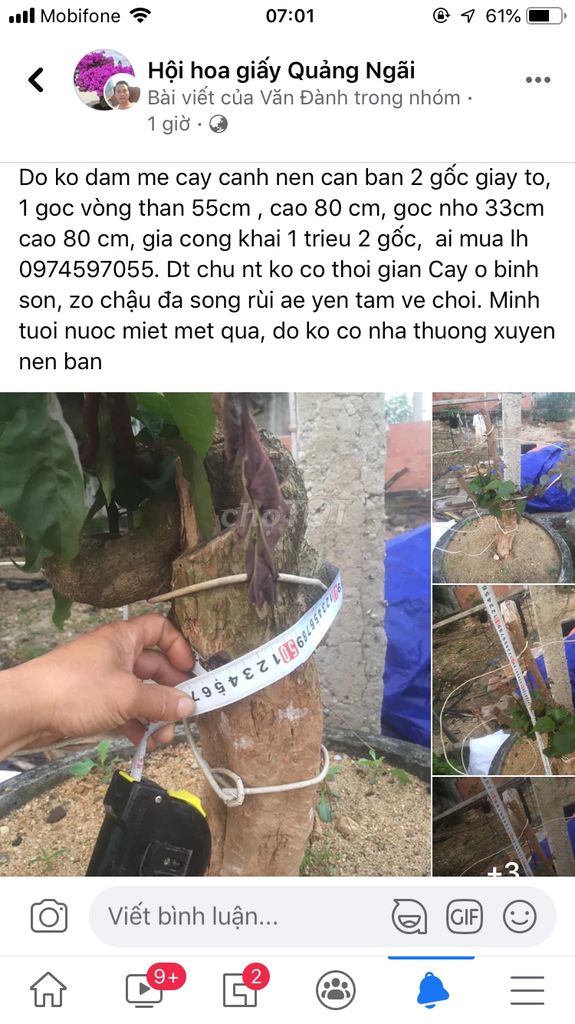 Mobifone
07:01
61%
Hội hoa giấy Quảng Ngãi
Bài viết của Văn Đành trong nhóm ·
1 giờ ·
Do ko dam me cay canh nen can ban 2 gốc giay to,
1 goc vòng than 55cm , cao 80 cm, goc nho 33cm
cao 80 cm, gia cong khai 1 trieu 2 gốc, ai mua lh
0974597055. Dt chu nt ko co thoi gian Cay o binh
son, zo chậu đa song rùi ae yen tam ve choi. Minh
tuoi nuoc miet met qua, do ko co nha thuong xuyen
nen ban
chợTỐT
+3
Viết bình luận...
GIF
9+
2